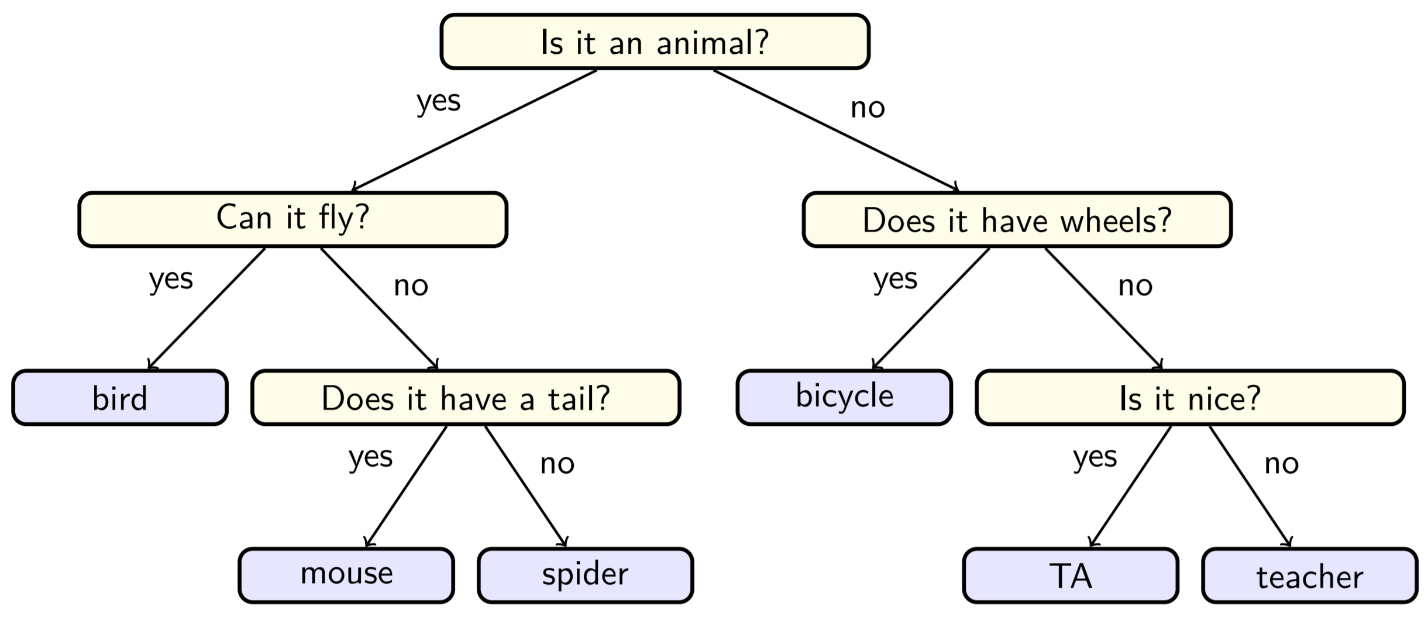 Is it an animal?
yes
no
Can it fly?
Does it have wheels?
yes
no
yes
no
bird
Does it have a tail?
bicycle
Is it nice?
yes
no
yes
no
mouse
spider
TA
teacher